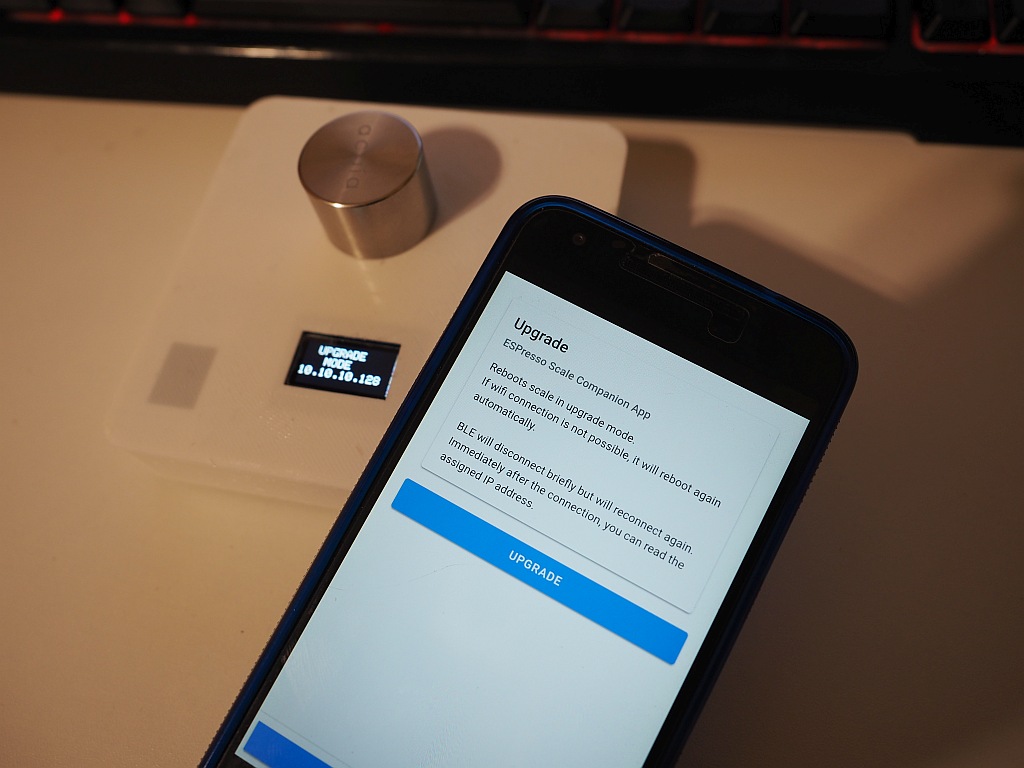 UPGRADE
MODE
10.10.10.128
Upgrade
ESPresso Scale Companion App
Reboots scale in upgrade mode.
If wifi connection is not possible, it will reboot again
automatically.
BLE will disconnect briefly but will reconnect again.
Immediately after the connection, you can read the
assigned IP address.
UPGRADE